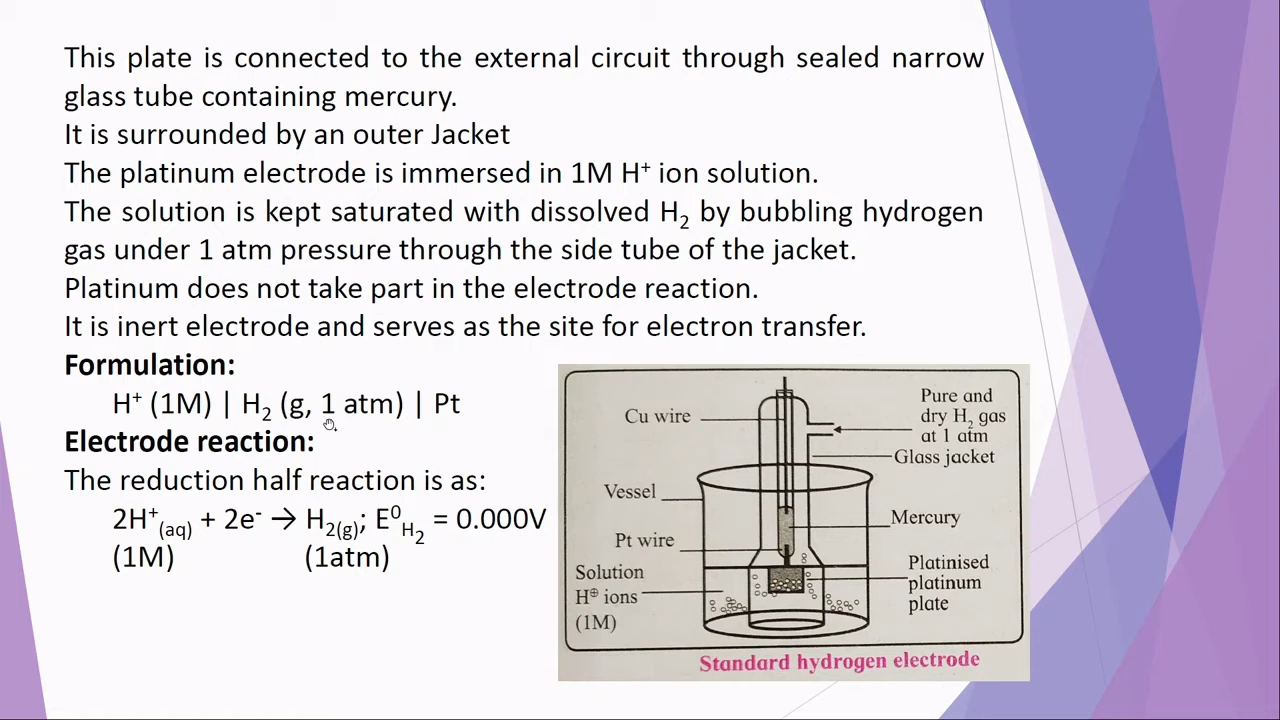 This plate is connected to the external circuit through sealed narrow
glass tube containing mercury.
It is surrounded by an outer Jacket
The platinum electrode is immersed in 1M H⁺ ion solution.
The solution is kept saturated with dissolved H₂ by bubbling hydrogen
gas under 1 atm pressure through the side tube of the jacket.
Platinum does not take part in the electrode reaction.
It is inert electrode and serves as the site for electron transfer.
Formulation:
H⁺ (1M) | H₂ (g, 1 atm) | Pt
Electrode reaction:
The reduction half reaction is as:
2H⁺(aq) + 2e⁻ → H₂(g); E⁰H₂ = 0.000V
(1M) (1atm)
Cu wire
Vessel
Pt wire
Solution
H⊕ ions
(1M)
Pure and
dry H₂ gas
at 1 atm
Glass jacket
Mercury
Platinised
platinum
plate
Standard hydrogen electrode